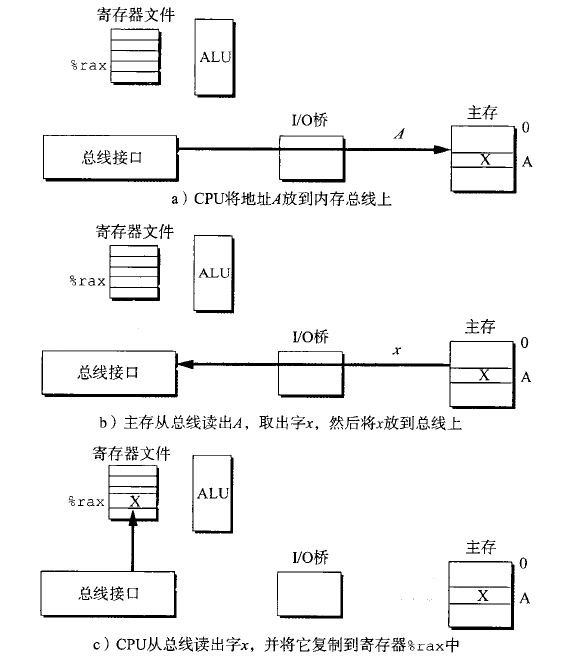 寄存器文件
%rax
ALU
I/O桥
主存
0
总线接口
A
X
A
a）CPU将地址A放到内存总线上
寄存器文件
%rax
ALU
I/O桥
主存
0
总线接口
x
X
A
b）主存从总线读出A，取出字x，然后将x放到总线上
寄存器文件
%rax
X
ALU
I/O桥
主存
0
总线接口
X
A
c）CPU从总线读出字x，并将它复制到寄存器%rax中